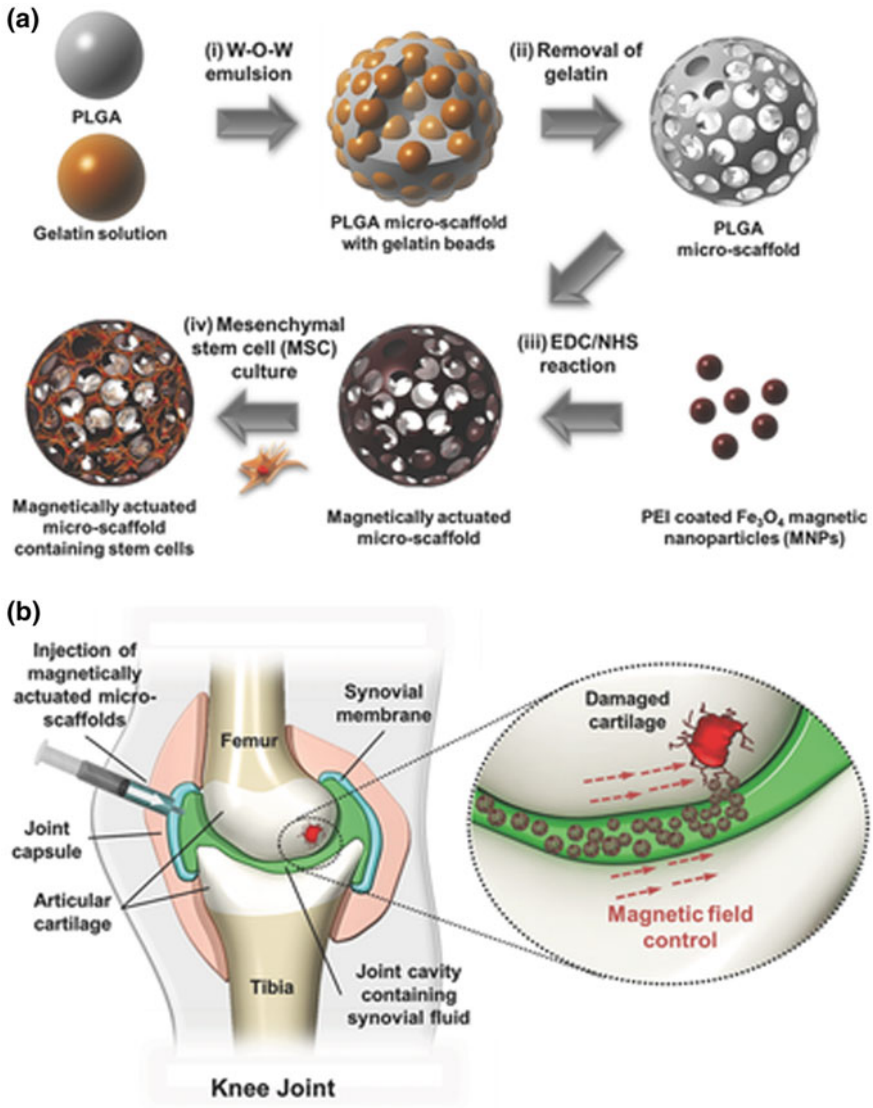 (a)
PLGA
Gelatin solution
(i) W-O-W
emulsion
PLGA micro-scaffold
with gelatin beads
(ii) Removal of
gelatin
PLGA
micro-scaffold
(iii) EDC/NHS
reaction
PEI coated Fe₃O₄ magnetic
nanoparticles (MNPs)
Magnetically actuated
micro-scaffold
(iv) Mesenchymal
stem cell (MSC)
culture
Magnetically actuated
micro-scaffold
containing stem cells
(b)
Injection of
magnetically
actuated micro-
scaffolds
Femur
Synovial
membrane
Joint
capsule
Articular
cartilage
Tibia
Joint cavity
containing
synovial fluid
Knee Joint
Damaged
cartilage
Magnetic field
control